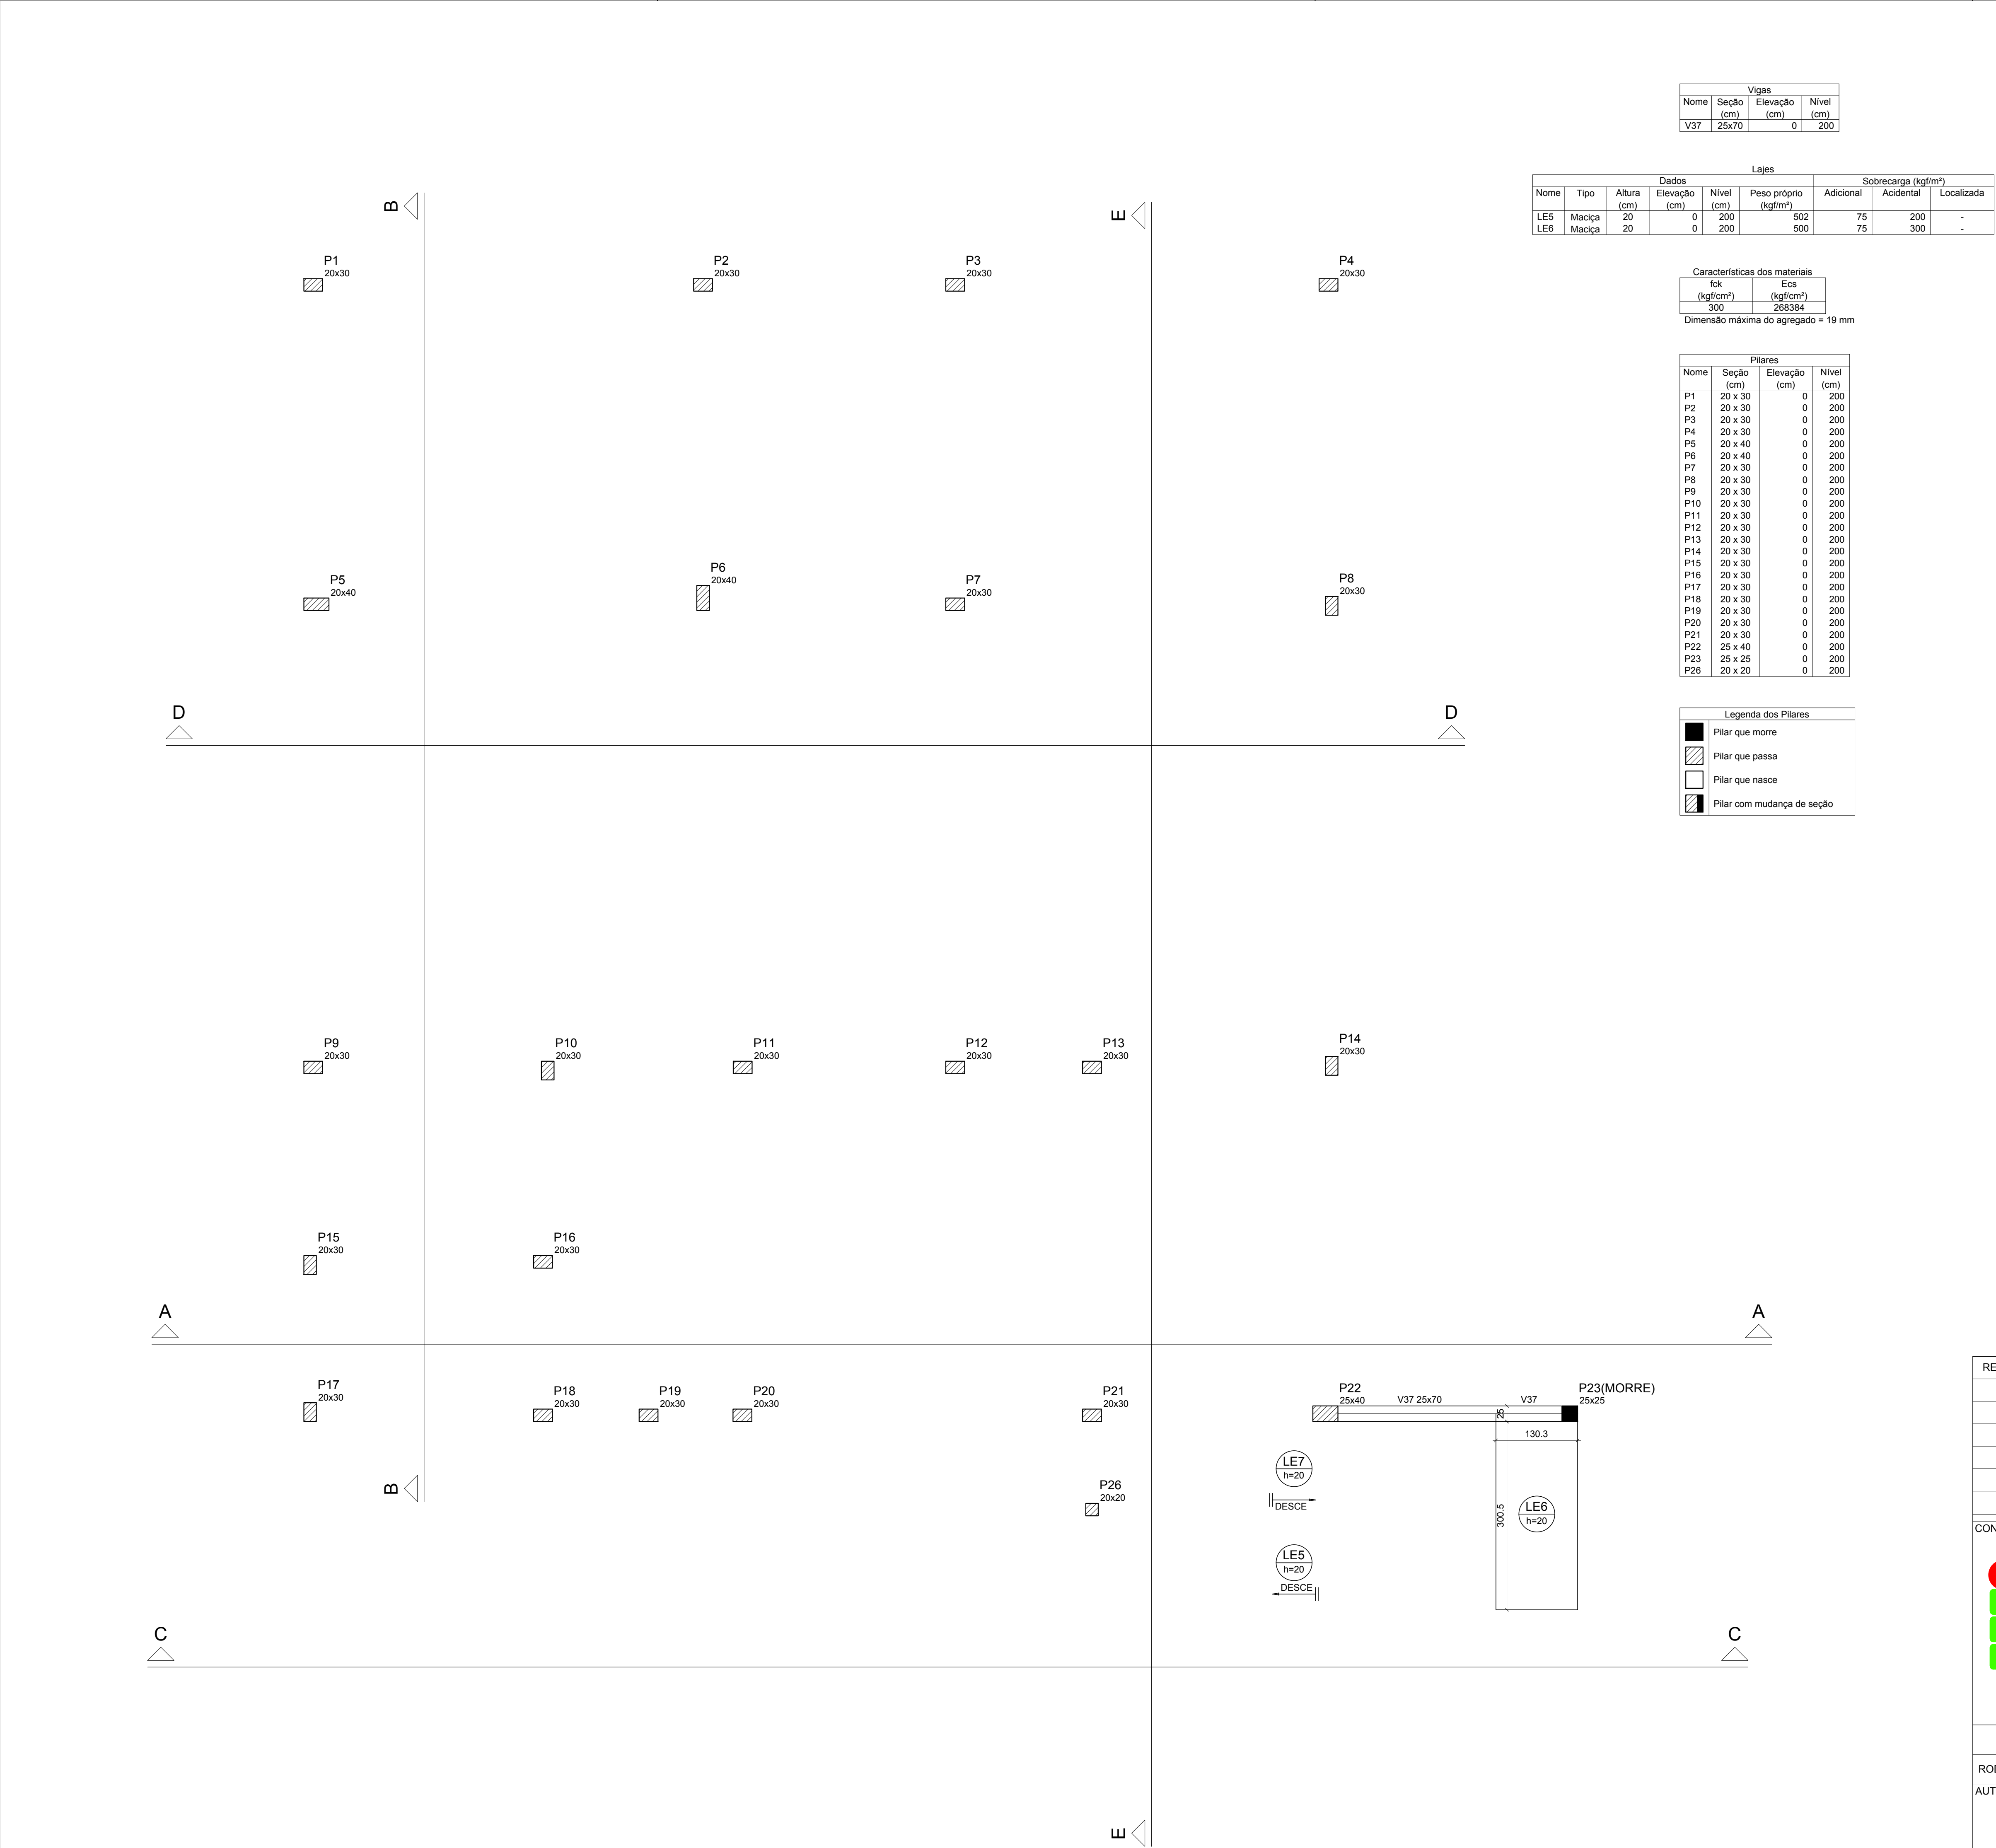 Vigas
Nome Seção Elevação Nível
(cm) (cm) (cm)
V37 25x70 0 200
Lajes
Dados Sobrecarga (kgf/m²)
Nome Tipo Altura Elevação Nível Peso próprio Adicional Acidental Localizada
(cm) (cm) (cm) (kgf/m²)
LE5 Maciça 20 0 200 502 75 200 -
LE6 Maciça 20 0 200 500 75 300 -
Características dos materiais
fck Ecs
(kgf/cm²) (kgf/cm²)
300 268384
Dimensão máxima do agregado = 19 mm
Pilares
Nome Seção Elevação Nível
(cm) (cm) (cm)
P1 20 x 30 0 200
P2 20 x 30 0 200
P3 20 x 30 0 200
P4 20 x 30 0 200
P5 20 x 40 0 200
P6 20 x 40 0 200
P7 20 x 30 0 200
P8 20 x 30 0 200
P9 20 x 30 0 200
P10 20 x 30 0 200
P11 20 x 30 0 200
P12 20 x 30 0 200
P13 20 x 30 0 200
P14 20 x 30 0 200
P15 20 x 30 0 200
P16 20 x 30 0 200
P17 20 x 30 0 200
P18 20 x 30 0 200
P19 20 x 30 0 200
P20 20 x 30 0 200
P21 20 x 30 0 200
P22 25 x 40 0 200
P23 25 x 25 0 200
P26 20 x 20 0 200
Legenda dos Pilares
Pilar que morre
Pilar que passa
Pilar que nasce
Pilar com mudança de seção
B E
P1 P2 P3 P4
20x30 20x30 20x30 20x30
P5 P6 P7 P8
20x40 20x40 20x30 20x30
D D
P9 P10 P11 P12 P13 P14
20x30 20x30 20x30 20x30 20x30 20x30
P15 P16
20x30 20x30
A A
P17 P18 P19 P20 P21 P22 P23(MORRE)
20x30 20x30 20x30 20x30 20x30 25x40 V37 25x70 V37 25x25
25
130.3
LE7
h=20
DESCE
B
P26
20x20
300.5
LE6
h=20
LE5
h=20
DESCE
C C
E
RE
CON
ROD
AUT